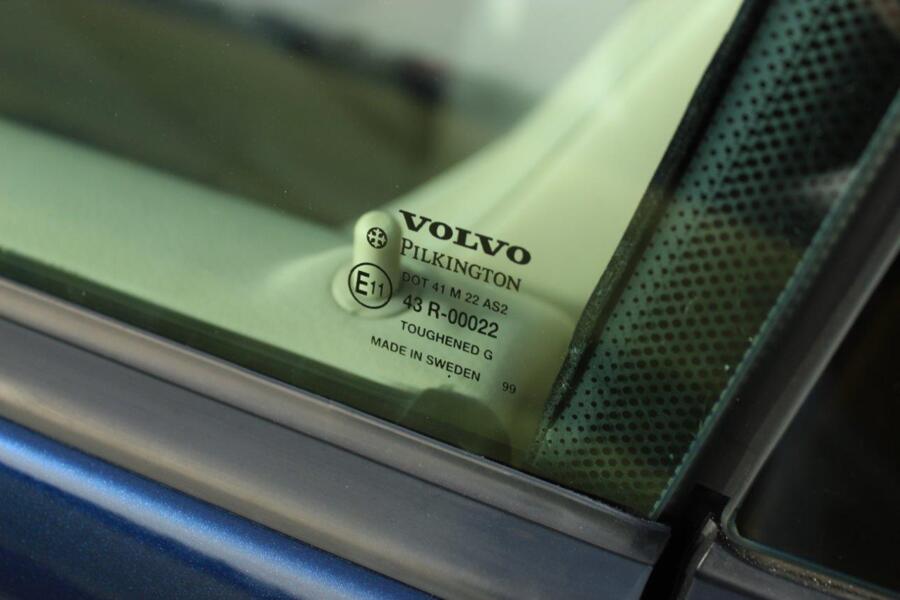 VOLVO
PILKINGTON
E11
DOT 41 M 22 AS2
43 R-00022
TOUGHENED G
MADE IN SWEDEN
99